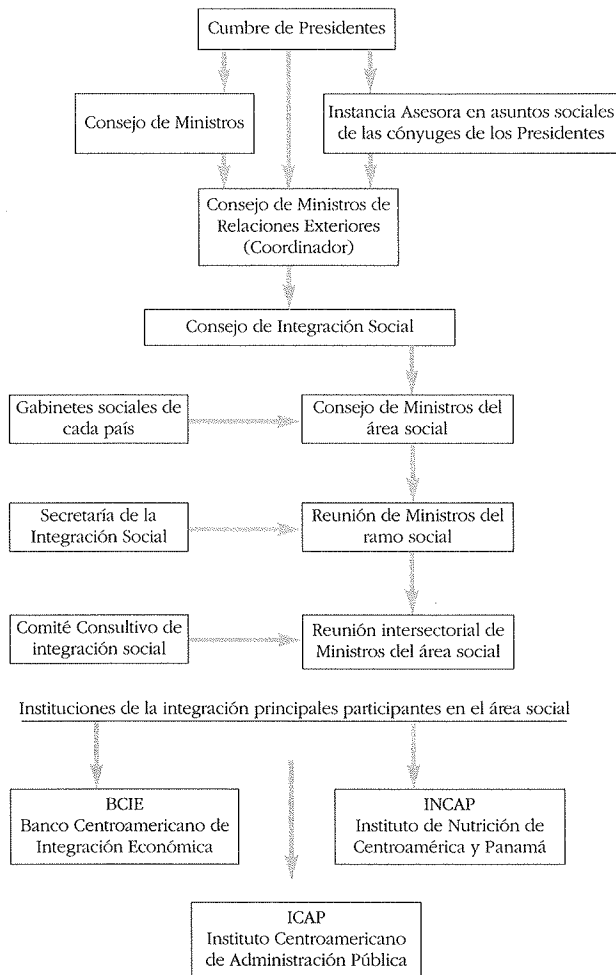 Cumbre de Presidentes
Consejo de Ministros
Instancia Asesora en asuntos sociales
de las cónyuges de los Presidentes
Consejo de Ministros de
Relaciones Exteriores
(Coordinador)
Consejo de Integración Social
Gabinetes sociales de
cada país
Consejo de Ministros del
área social
Secretaría de la
Integración Social
Reunión de Ministros del
ramo social
Comité Consultivo de
integración social
Reunión intersectorial de
Ministros del área social
Instituciones de la integración principales participantes en el área social
BCIE
Banco Centroamericano de
Integración Económica
INCAP
Instituto de Nutrición de
Centroamérica y Panamá
ICAP
Instituto Centroamericano
de Administración Pública